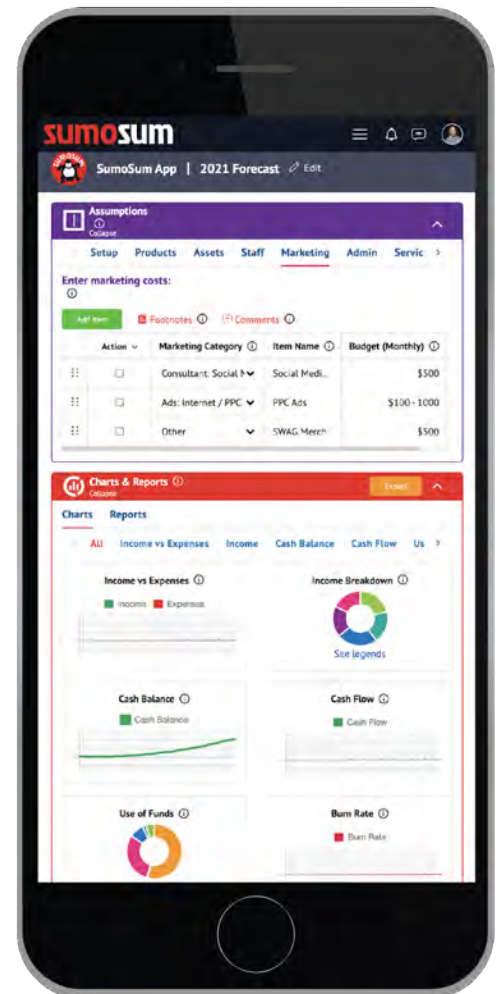 sumosum
sumosum
SumoSum App | 2021 Forecast Edit
Assumptions
Collapse
Setup Products Assets Staff Marketing Admin Servic
Enter marketing costs:
Add Item Footnotes Comments
Action Marketing Category Item Name Budget (Monthly)
Consultant: Social M Social Medi... $500
Ads: Internet / PPC PPC Ads $100 - 1000
Other SWAG Merch $500
Charts & Reports
Collapse
Export
Charts Reports
All Income vs Expenses Income Cash Balance Cash Flow Us
Income vs Expenses Income Breakdown
Income Expenses
See legends
Cash Balance Cash Flow
Cash Balance Cash Flow
Use of Funds Burn Rate
Burn Rate